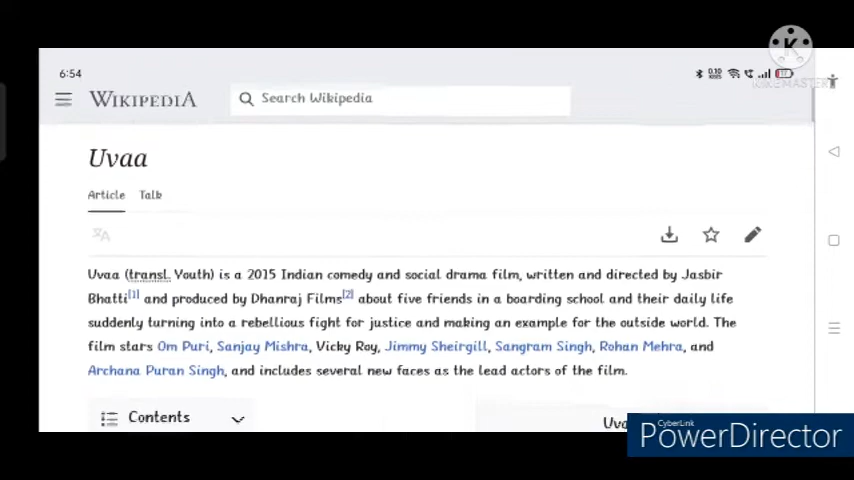 K
6:54
0.10
KINEMASTER
WIKIPEDIA
Search Wikipedia
Uvaa
Article Talk
Uvaa (transl. Youth) is a 2015 Indian comedy and social drama film, written and directed by Jasbir
Bhatti[1] and produced by Dhanraj Films[2] about five friends in a boarding school and their daily life
suddenly turning into a rebellious fight for justice and making an example for the outside world. The
film stars Om Puri, Sanjay Mishra, Vicky Roy, Jimmy Sheirgill, Sangram Singh, Rohan Mehra, and
Archana Puran Singh, and includes several new faces as the lead actors of the film.
Contents
CyberLink
PowerDirector